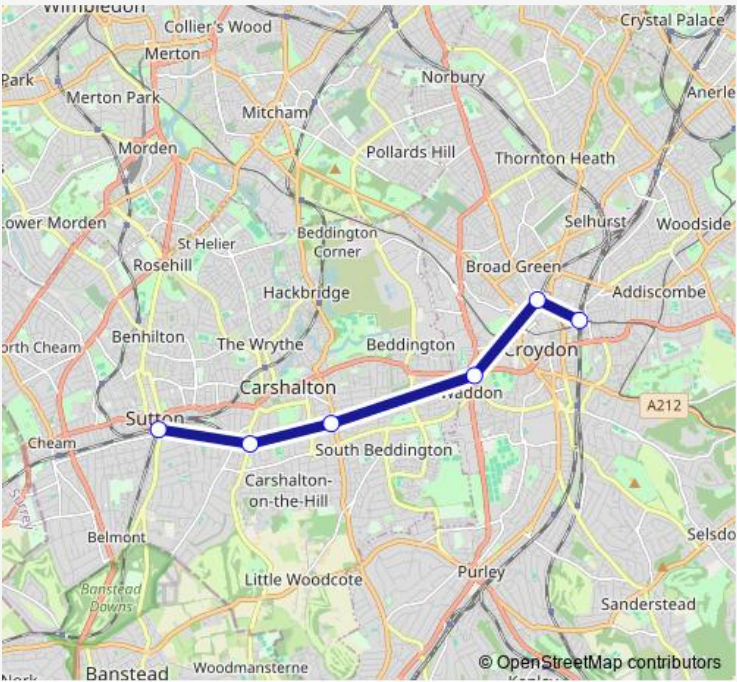 Wimbledon
Crystal Palace
Collier's Wood
Merton
Norbury
Park
Anerle
Merton Park
Mitcham
Morden
Pollards Hill
Thornton Heath
ower Morden
Selhurst
Woodside
St Helier
Beddington
Corner
Rosehill
Broad Green
Hackbridge
Addiscombe
Benhilton
The Wrythe
Beddington
orth Cheam
Croydon
Carshalton
Waddon
A212
Sutton
Cheam
South Beddington
Carshalton-
on-the-Hill
Surrey
Belmont
Selsdo
Purley
Little Woodcote
Banstead
Downs
Sanderstead
© OpenStreetMap contributors
Woodmansterne
Banstead